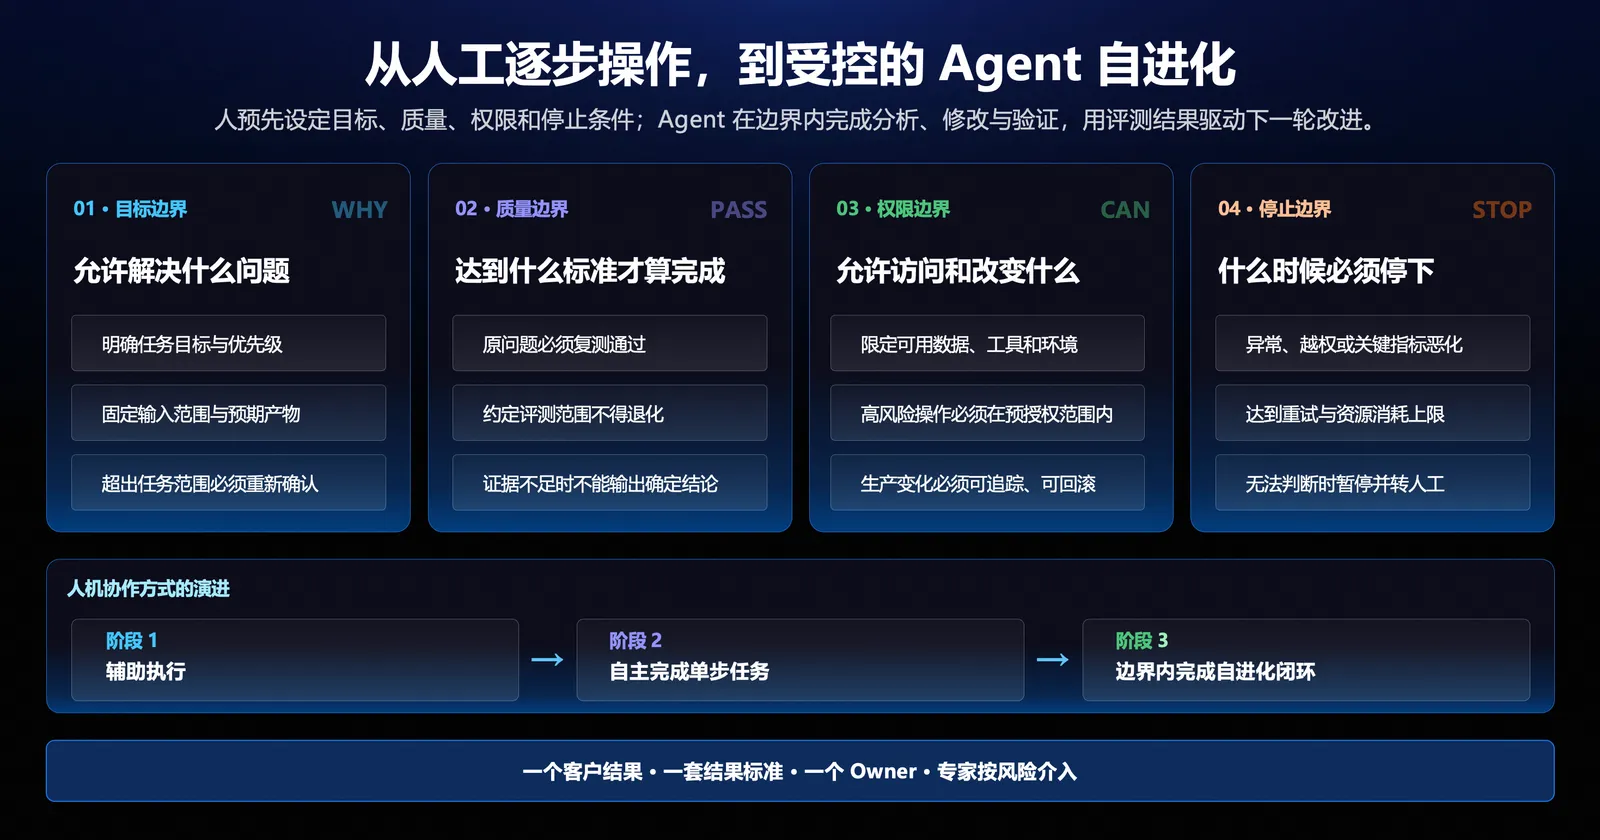 从人工逐步操作，到受控的 Agent 自进化
人预先设定目标、质量、权限和停止条件；Agent 在边界内完成分析、修改与验证，用评测结果驱动下一轮改进。
01 • 目标边界
WHY
允许解决什么问题
明确任务目标与优先级
固定输入范围与预期产物
超出任务范围必须重新确认
02 • 质量边界
PASS
达到什么标准才算完成
原问题必须复测通过
约定评测范围不得退化
证据不足时不能输出确定结论
03 • 权限边界
CAN
允许访问和改变什么
限定可用数据、工具和环境
高风险操作必须在预授权范围内
生产变化必须可追踪、可回滚
04 • 停止边界
STOP
什么时候必须停下
异常、越权或关键指标恶化
达到重试与资源消耗上限
无法判断时暂停并转人工
人机协作方式的演进
阶段 1
辅助执行
→
阶段 2
自主完成单步任务
→
阶段 3
边界内完成自进化闭环
一个客户结果 • 一套结果标准 • 一个 Owner • 专家按风险介入